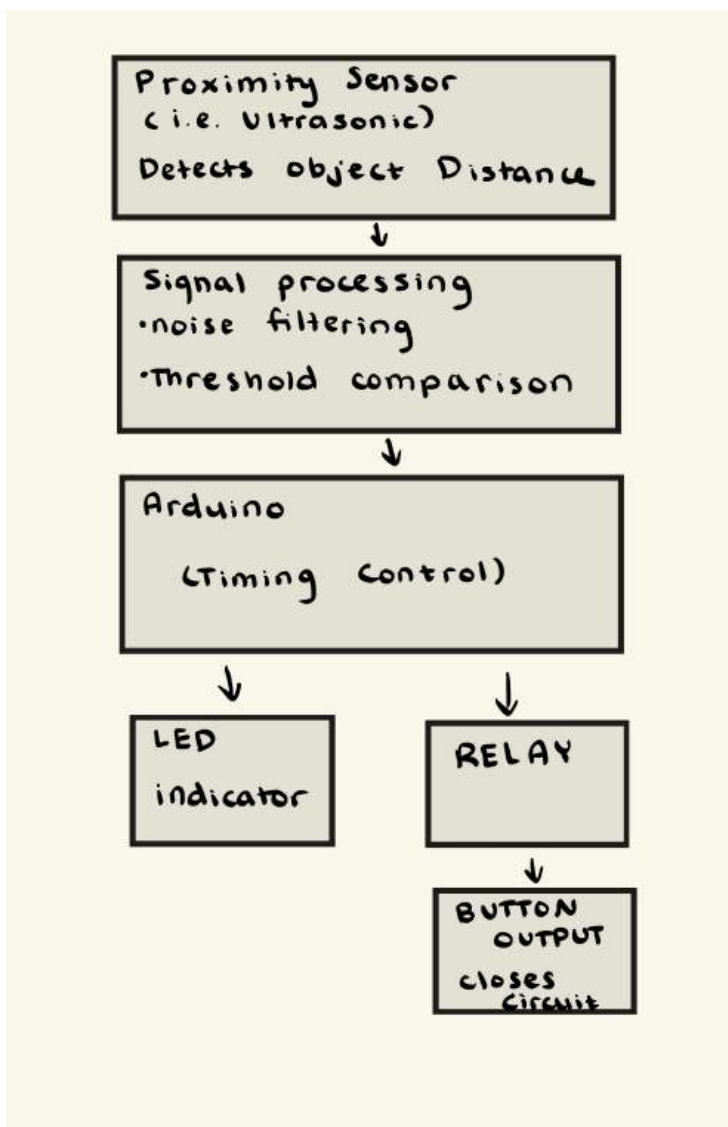 Proximity Sensor
(i.e. Ultrasonic)
Detects object Distance
Signal processing
•noise filtering
•Threshold comparison
Arduino
(Timing Control)
LED
indicator
RELAY
BUTTON
OUTPUT
closes
circuit